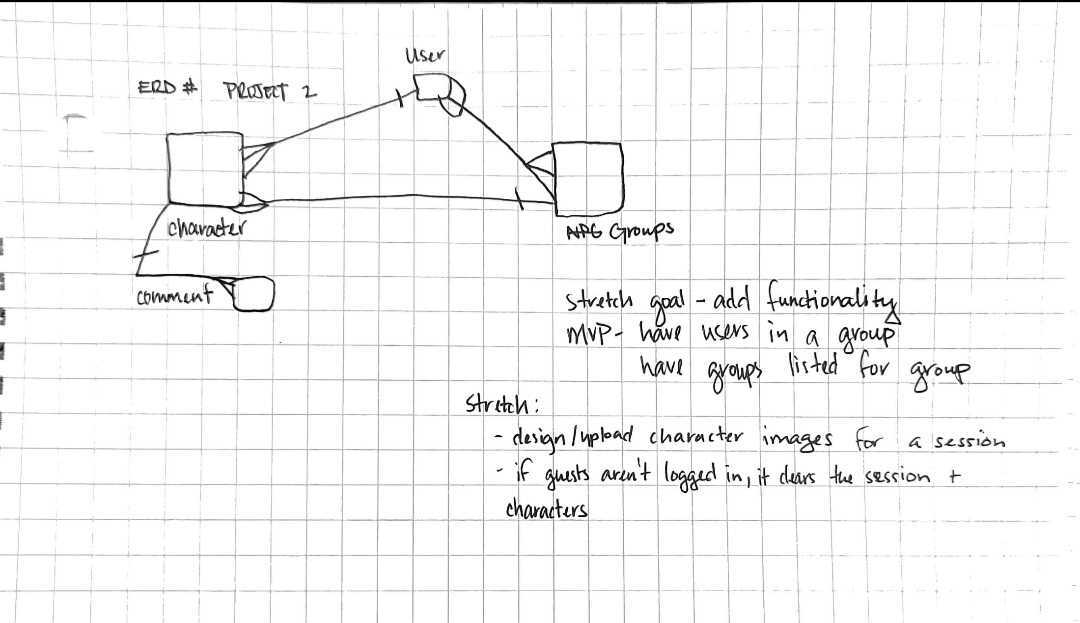 User
ERD # PROJECT 2
character
Groups
comment
stretch goal - add functionality
MVP - have users in a group
have groups listed for group
Stretch:
- design/upload character images for a session
- if guests aren't logged in, it clears the session +
characters